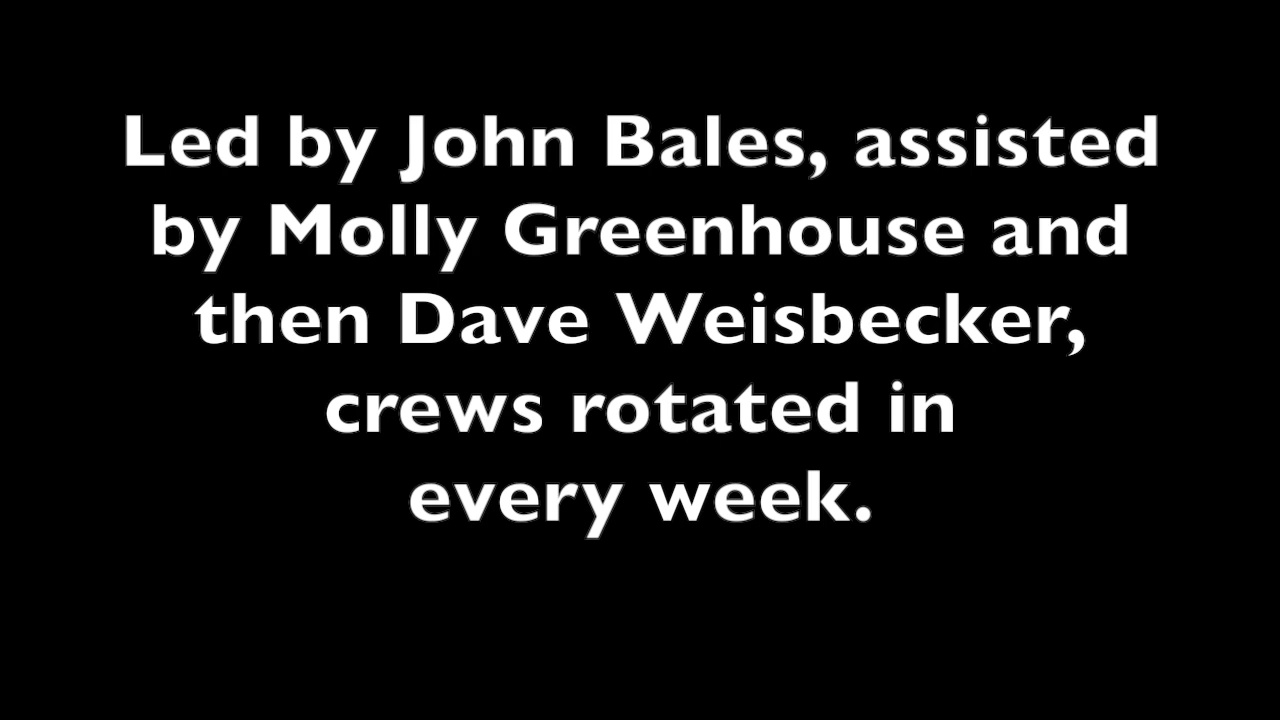 Led by John Bales, assisted
by Molly Greenhouse and
then Dave Weisbecker,
crews rotated in
every week.